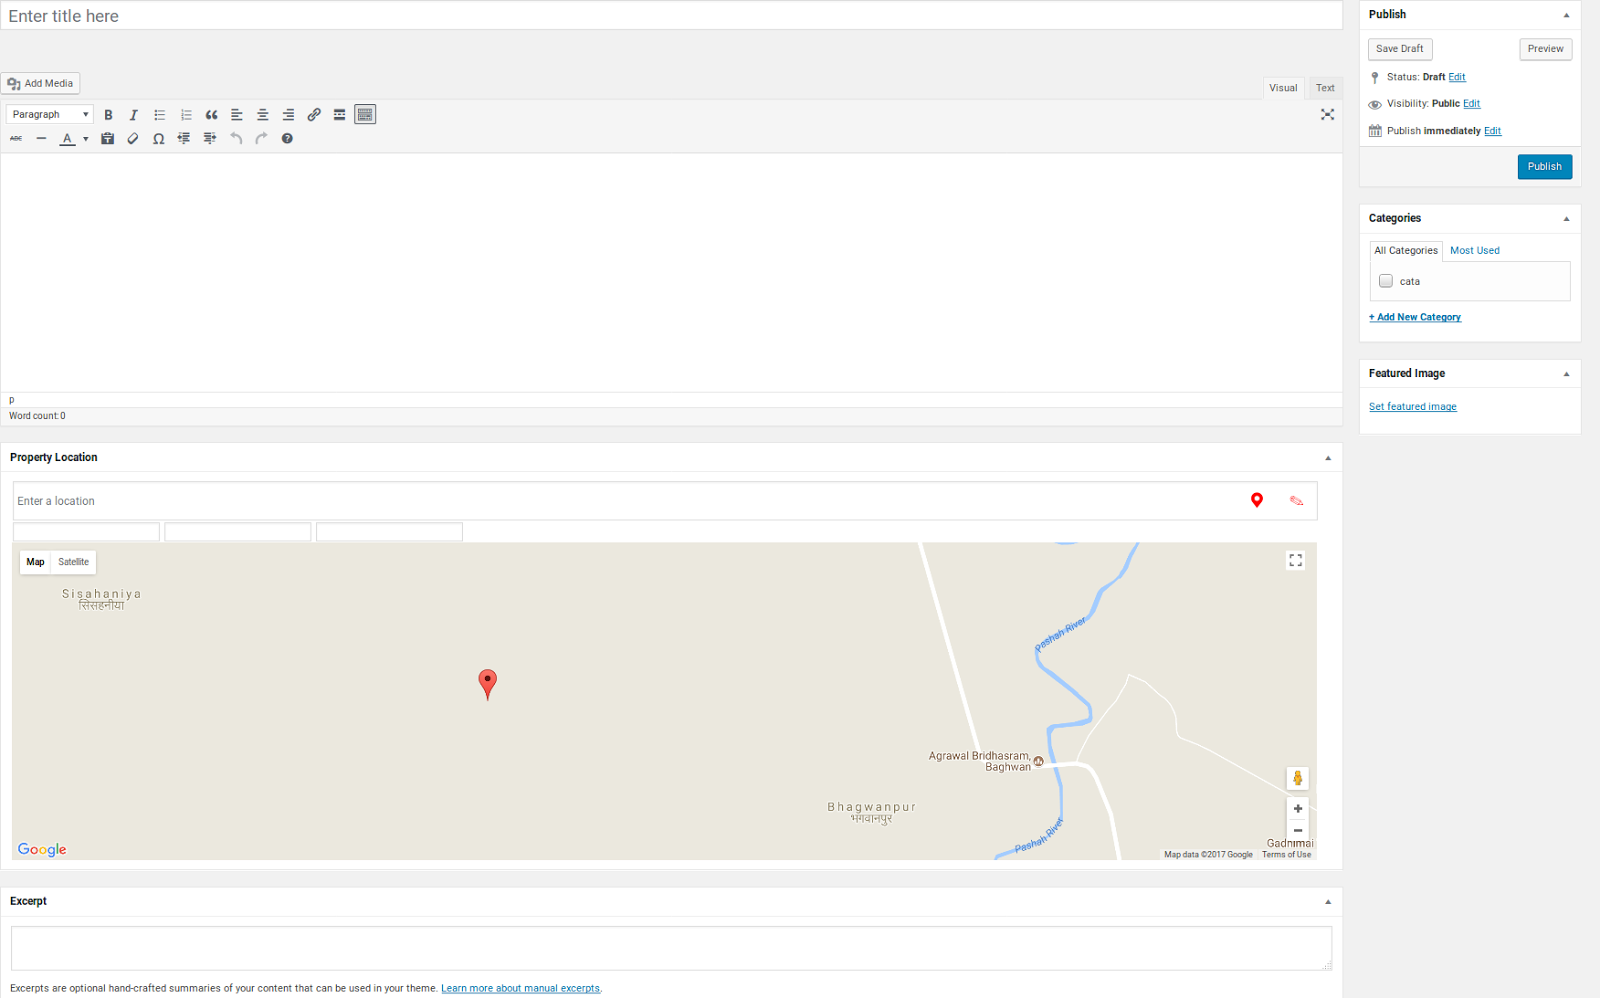 Enter title here
Add Media
Visual Text
Paragraph B I
ABC A Ω
p
Word count: 0
Property Location
Enter a location
Map Satellite
Sisahaniya
सिसहनीया
Pashah River
Agrawal Bridhasram,
Baghwan
Bhagwanpur
भगवानपुर
Pashah River
Gadhimai
Google
Map data ©2017 Google Terms of Use
Excerpt
Excerpts are optional hand-crafted summaries of your content that can be used in your theme. Learn more about manual excerpts.
Publish
Save Draft Preview
Status: Draft Edit
Visibility: Public Edit
Publish immediately Edit
Publish
Categories
All Categories Most Used
cata
+ Add New Category
Featured Image
Set featured image